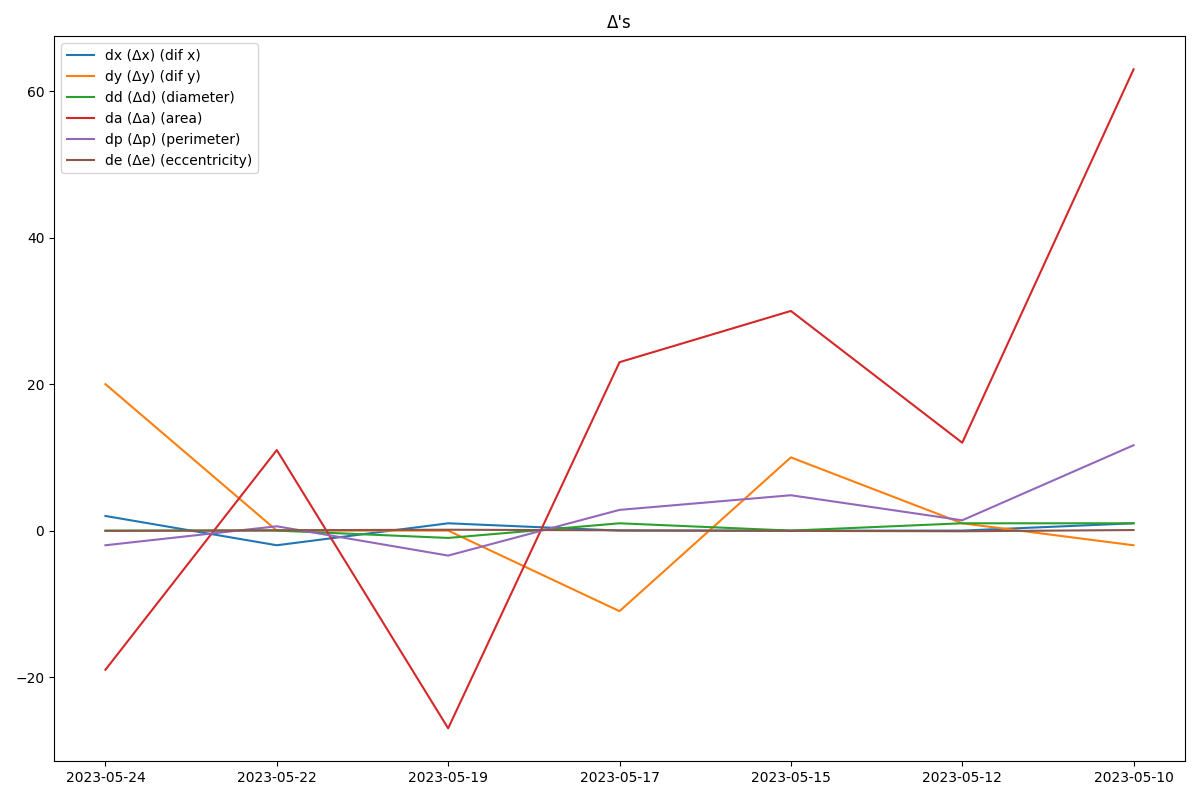 Δ's
dx (Δx) (dif x)
dy (Δy) (dif y)
dd (Δd) (diameter)
da (Δa) (area)
dp (Δp) (perimeter)
de (Δe) (eccentricity)
60
40
20
0
−20
2023-05-24 2023-05-22 2023-05-19 2023-05-17 2023-05-15 2023-05-12 2023-05-10